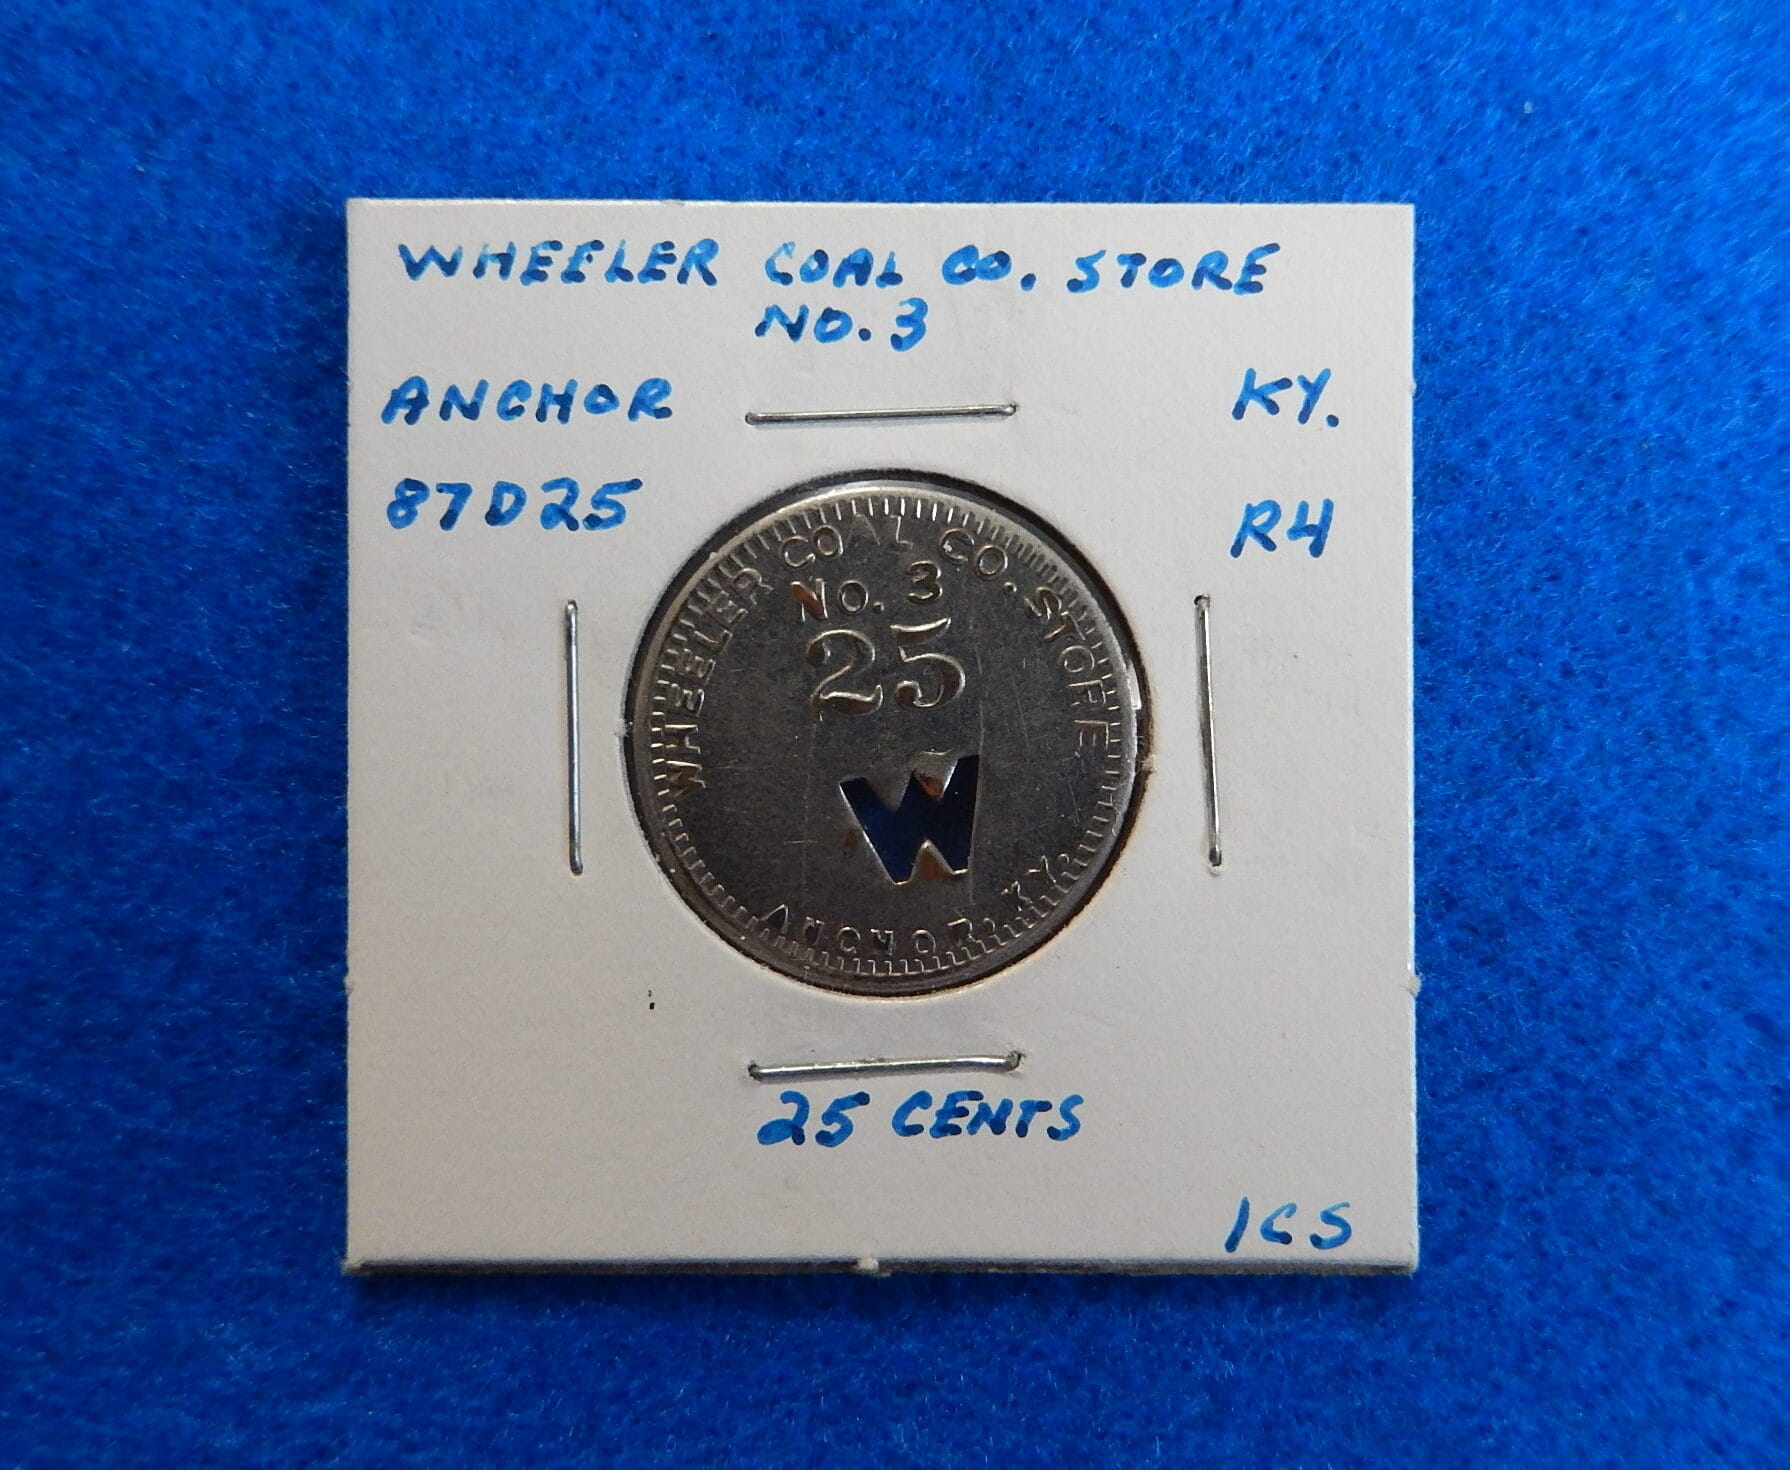 WHEELER COAL CO. STORE
NO. 3
ANCHOR KY.
87D25 R4
WHEELER COAL CO. STORE
No. 3
25
W
ANCHOR, KY.
25 CENTS
1CS